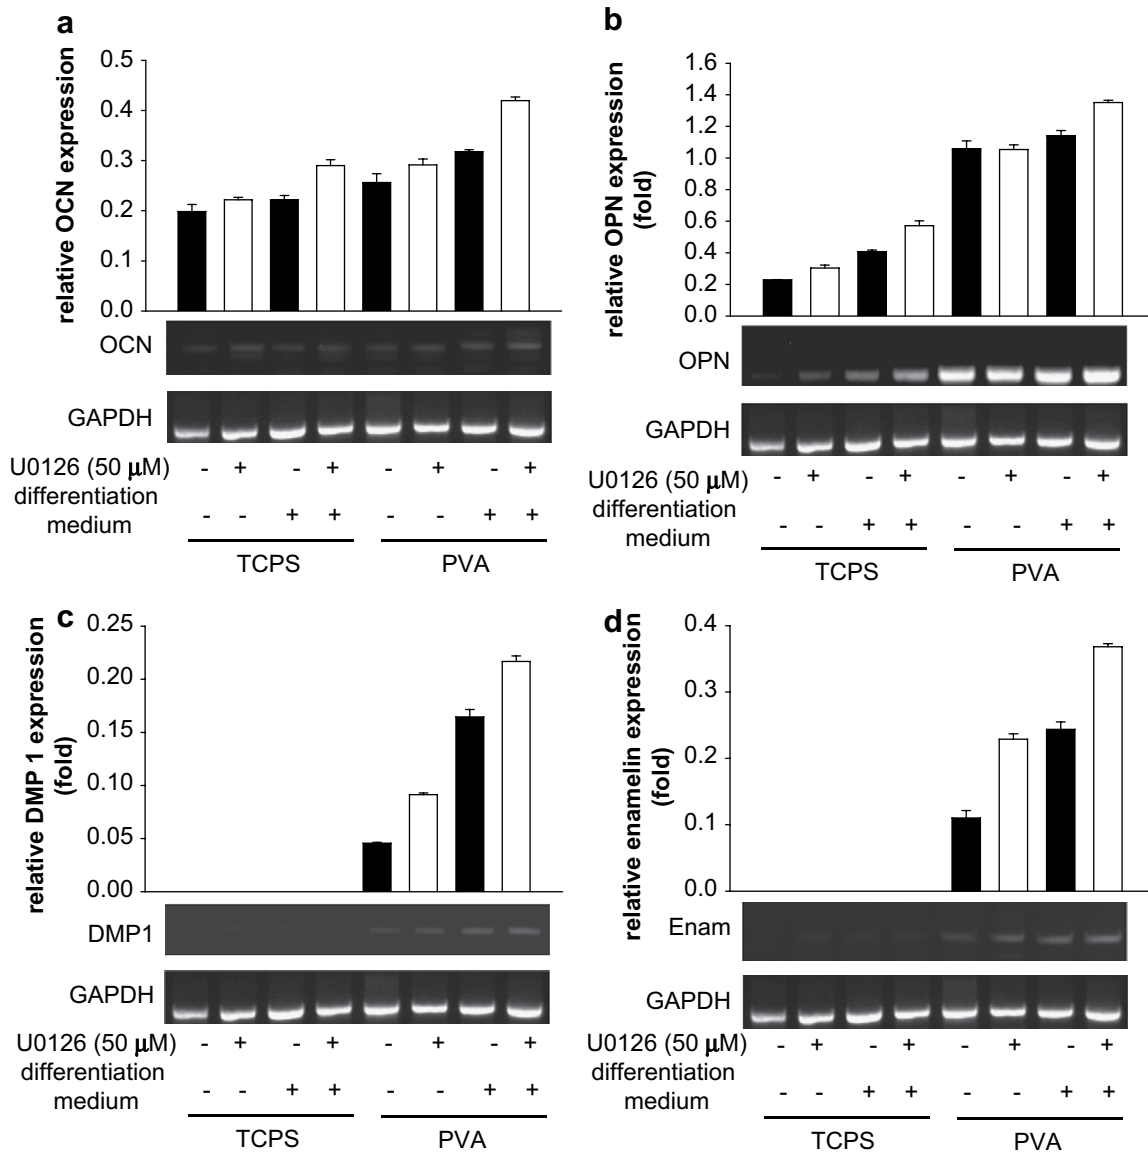 a
relative OCN expression
0.5
0.4
0.3
0.2
0.1
0.0
OCN
GAPDH
U0126 (50 μM) - + - + - + - +
differentiation
medium - - + + - - + +
TCPS PVA
b
relative OPN expression
(fold)
1.6
1.4
1.2
1.0
0.8
0.6
0.4
0.2
0.0
OPN
GAPDH
U0126 (50 μM) - + - + - + - +
differentiation
medium - - + + - - + +
TCPS PVA
c
relative DMP 1 expression
(fold)
0.25
0.20
0.15
0.10
0.05
0.00
DMP1
GAPDH
U0126 (50 μM) - + - + - + - +
differentiation
medium - - + + - - + +
TCPS PVA
d
relative enamelin expression
(fold)
0.4
0.3
0.2
0.1
0.0
Enam
GAPDH
U0126 (50 μM) - + - + - + - +
differentiation
medium - - + + - - + +
TCPS PVA